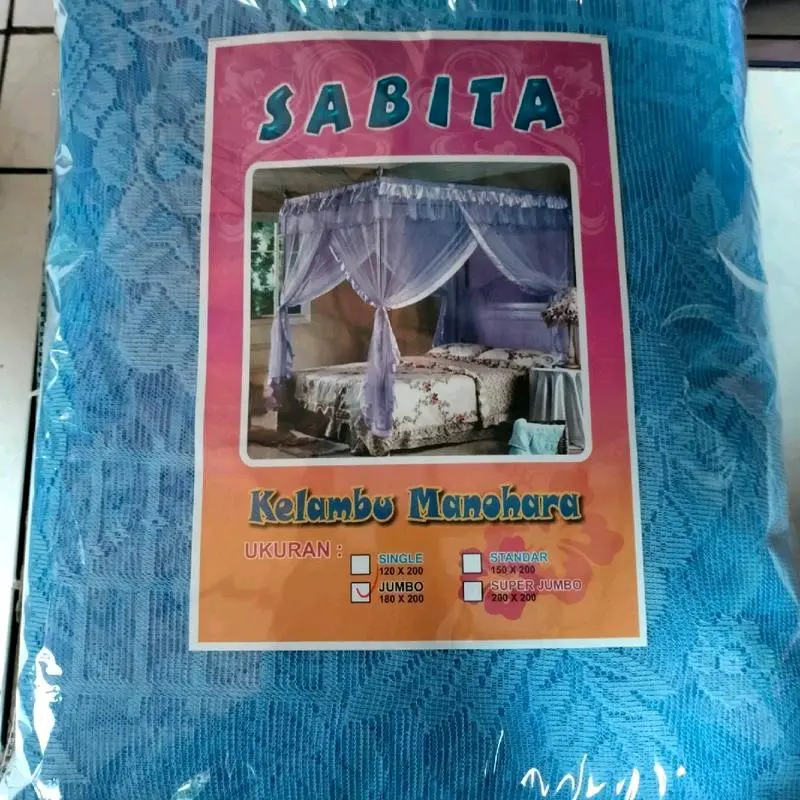 SABITA
Kelambu Manohara
UKURAN :
SINGLE
120 X 200
STANDAR
150 X 200
JUMBO
180 X 200
SUPER JUMBO
200 X 200